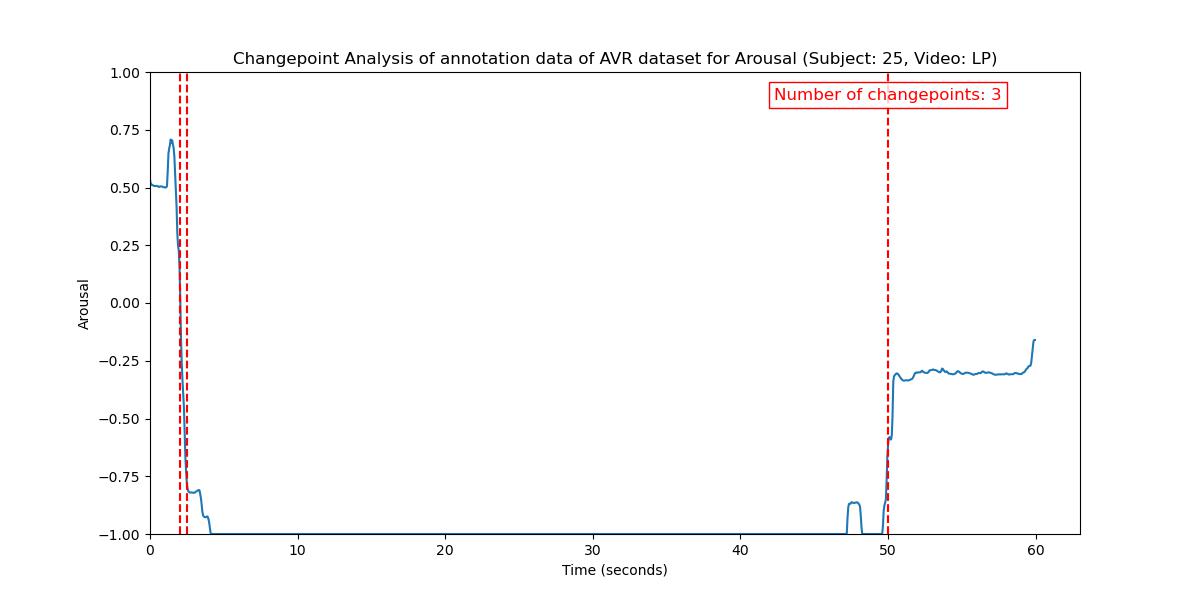 Changepoint Analysis of annotation data of AVR dataset for Arousal (Subject: 25, Video: LP)
Number of changepoints: 3
1.00
0.75
0.50
0.25
0.00
−0.25
−0.50
−0.75
−1.00
Arousal
0 10 20 30 40 50 60
Time (seconds)